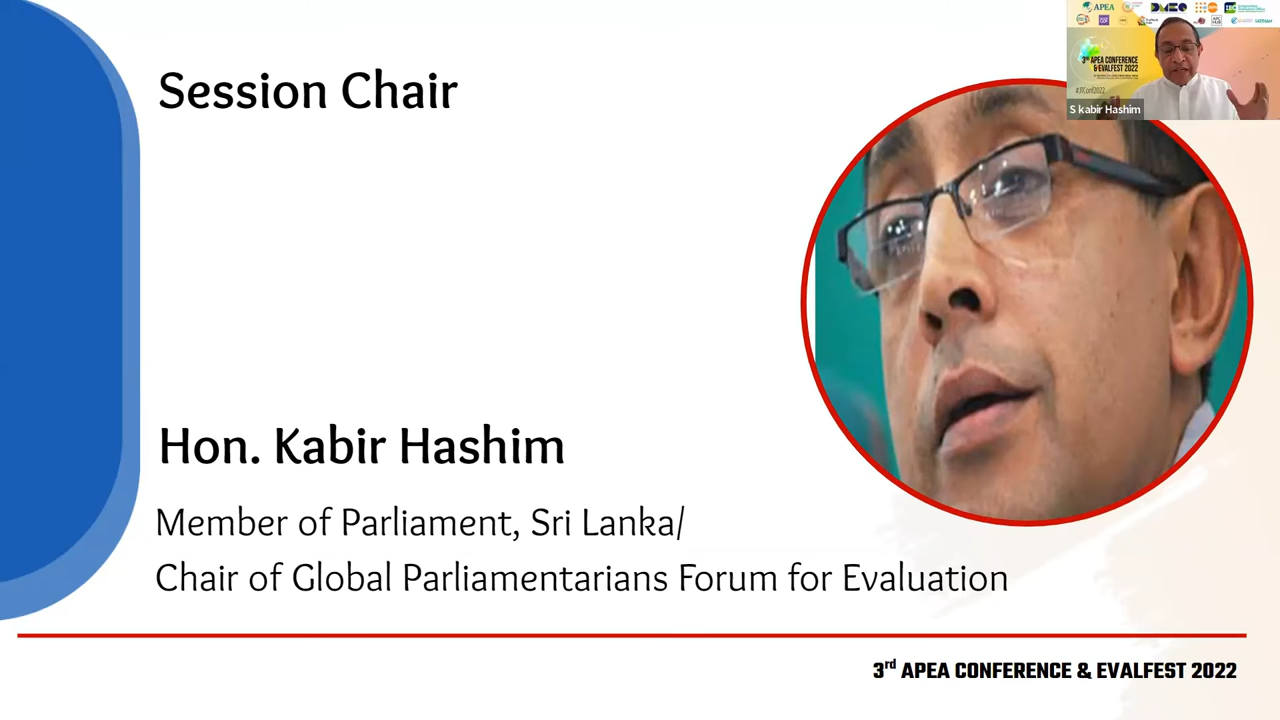 Session Chair
Hon. Kabir Hashim
Member of Parliament, Sri Lanka/
Chair of Global Parliamentarians Forum for Evaluation
3rd APEA CONFERENCE & EVALFEST 2022
APEA
3rd APEA CONFERENCE
& EVALFEST 2022
S kabir Hashim